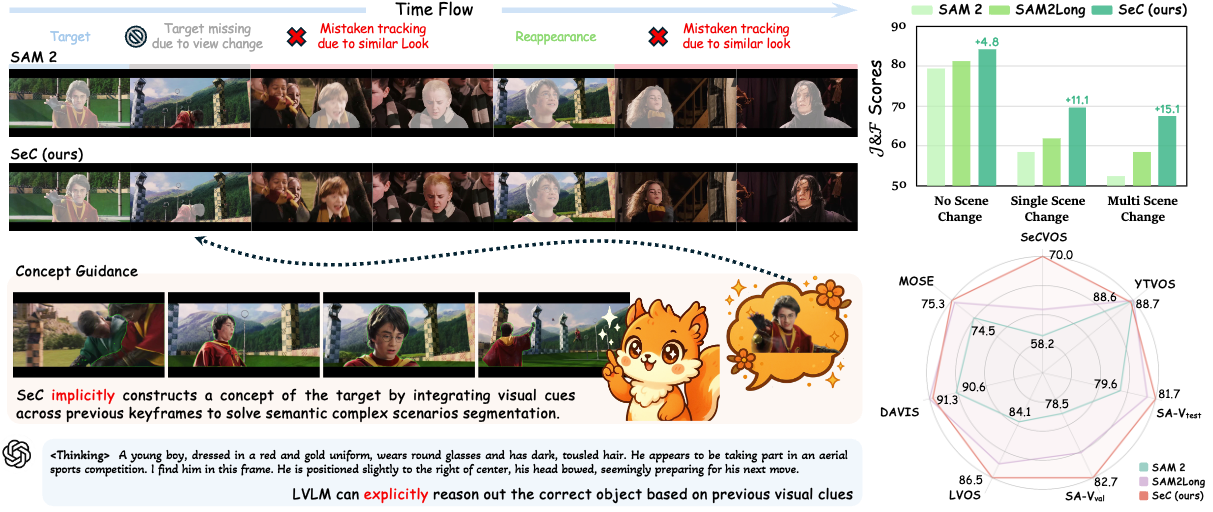 Time Flow
Target
Target missing
due to view change
Mistaken tracking
due to similar Look
Reappearance
Mistaken tracking
due to similar look
SAM 2
SeC (ours)
Concept Guidance
SeC implicitly constructs a concept of the target by integrating visual cues
across previous keyframes to solve semantic complex scenarios segmentation.
<Thinking> A young boy, dressed in a red and gold uniform, wears round glasses and has dark, tousled hair. He appears to be taking part in an aerial
sports competition. I find him in this frame. He is positioned slightly to the right of center, his head bowed, seemingly preparing for his next move.
LVLM can explicitly reason out the correct object based on previous visual clues
SAM 2
SAM2Long
SeC (ours)
J&F Scores
90
80
70
60
50
+4.8
+11.1
+15.1
No Scene
Change
Single Scene
Change
Multi Scene
Change
SeCVOS
70.0
MOSE
75.3
YTVOS
88.6
88.7
74.5
58.2
90.6
79.6
DAVIS
91.3
81.7
SA-Vtest
84.1
78.5
LVOS
86.5
SA-Vval
82.7
SAM 2
SAM2Long
SeC (ours)